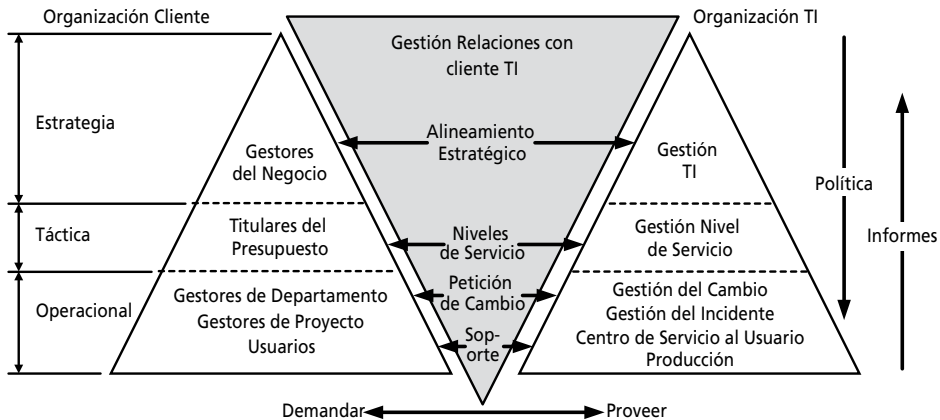 Organización Cliente
Organización TI
Gestión Relaciones con
cliente TI
Estrategia
Alineamiento
Estratégico
Gestores
del Negocio
Gestión
TI
Política
Táctica
Titulares del
Presupuesto
Niveles
de Servicio
Gestión Nivel
de Servicio
Informes
Operacional
Petición
de Cambio
Gestores de Departamento
Gestores de Proyecto
Usuarios
Gestión del Cambio
Gestión del Incidente
Centro de Servicio al Usuario
Producción
Sop-
orte
Demandar
Proveer